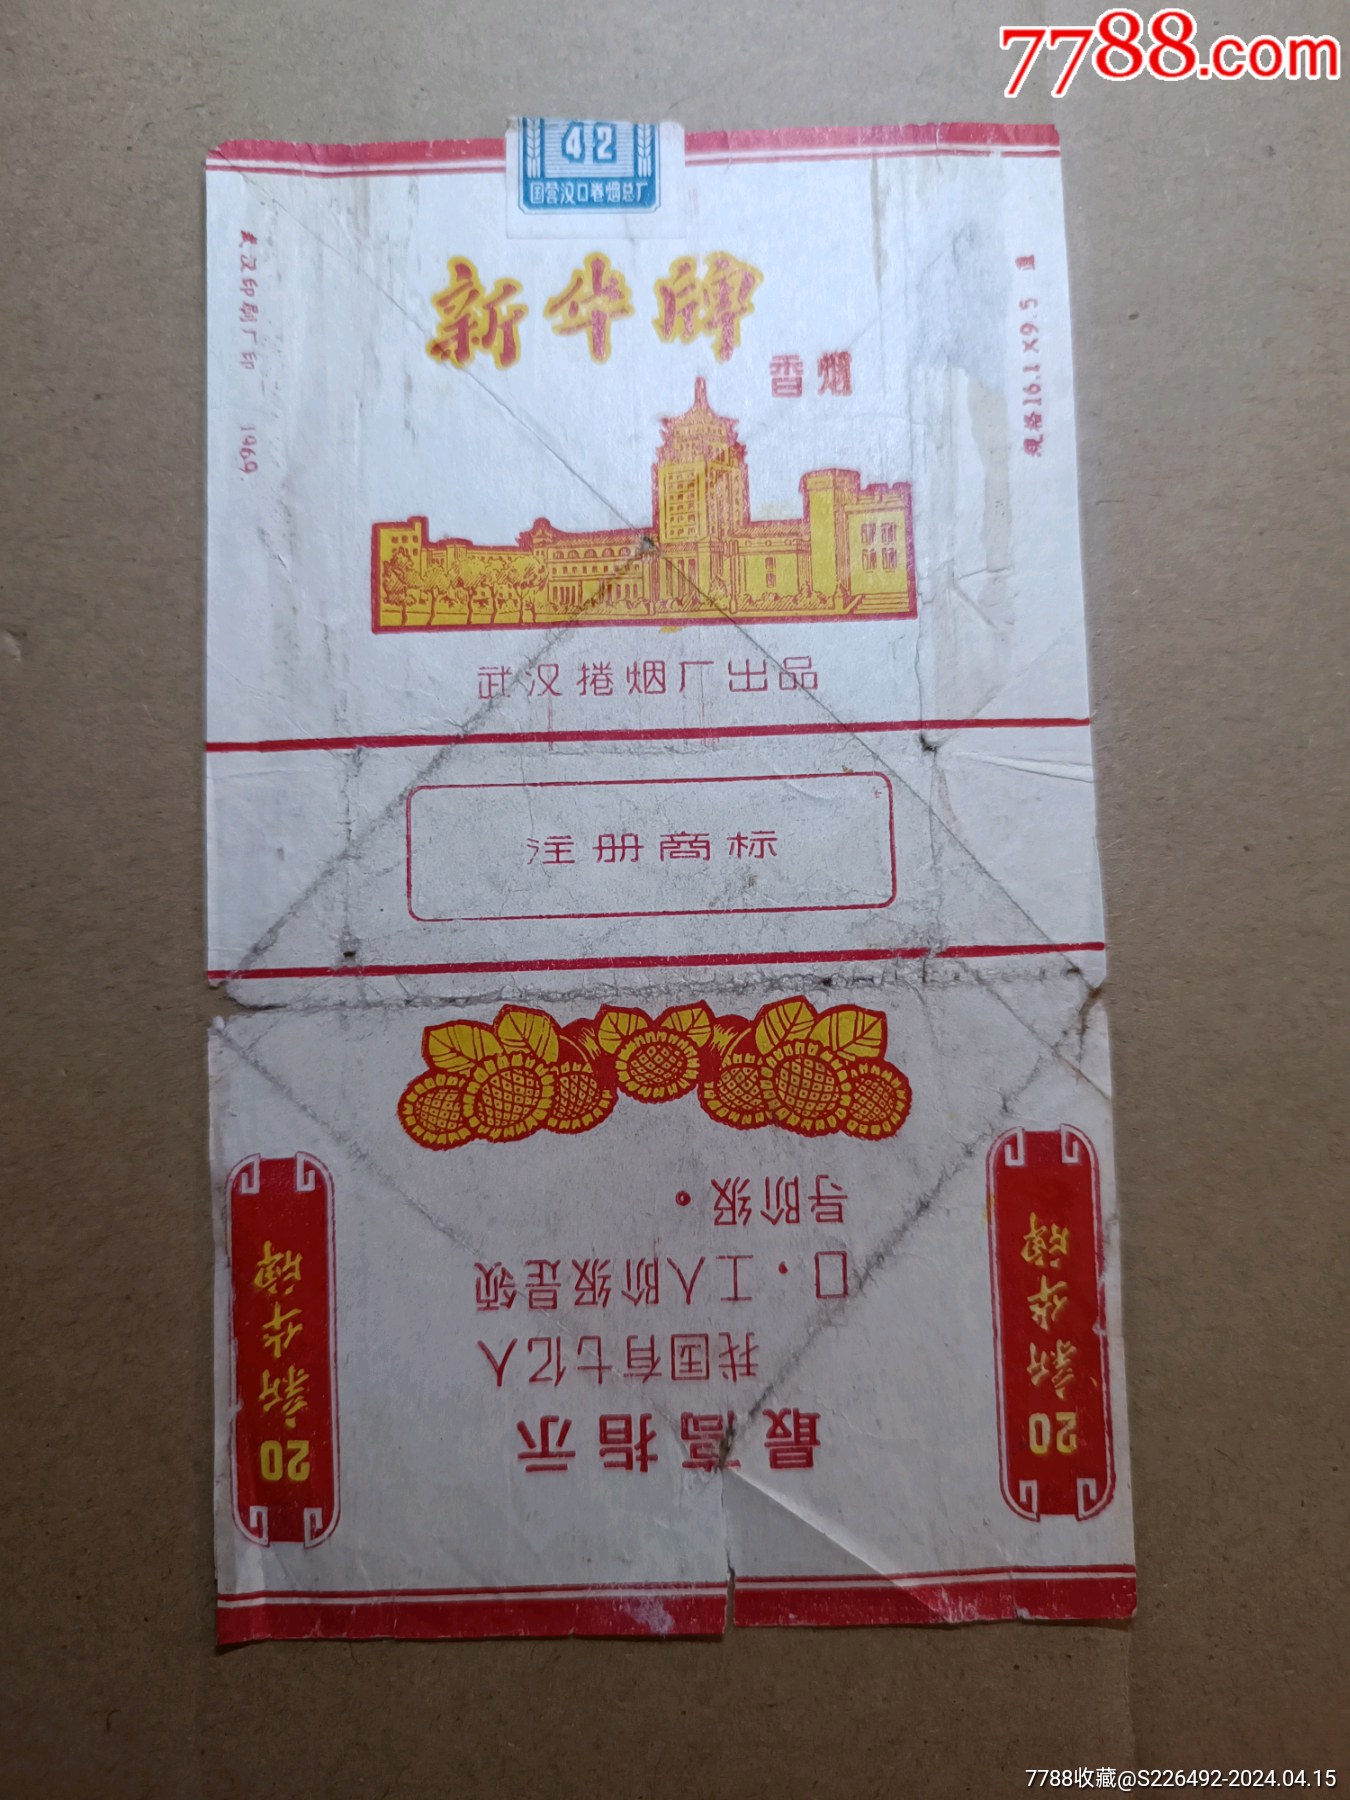 7788.com
42
国营汉口卷烟总厂
新华牌
香烟
武汉印刷厂印 1969.
规格16.1×9.5
武汉捲烟厂出品
注册商标
最高指示
我国有七亿人
口·工人阶级是领
导阶级·
20 新华牌
20 新华牌
7788收藏@S226492-2024.04.15